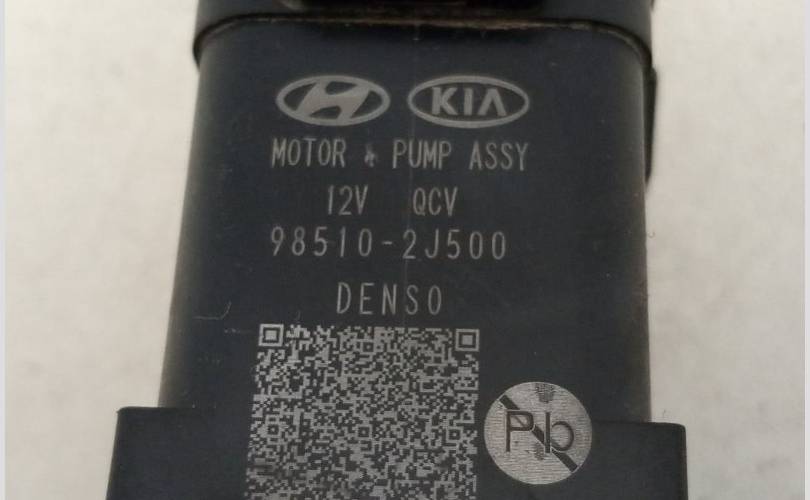 KIA
MOTOR & PUMP ASSY
12V QCV
98510-2J500
DENSO
Pb